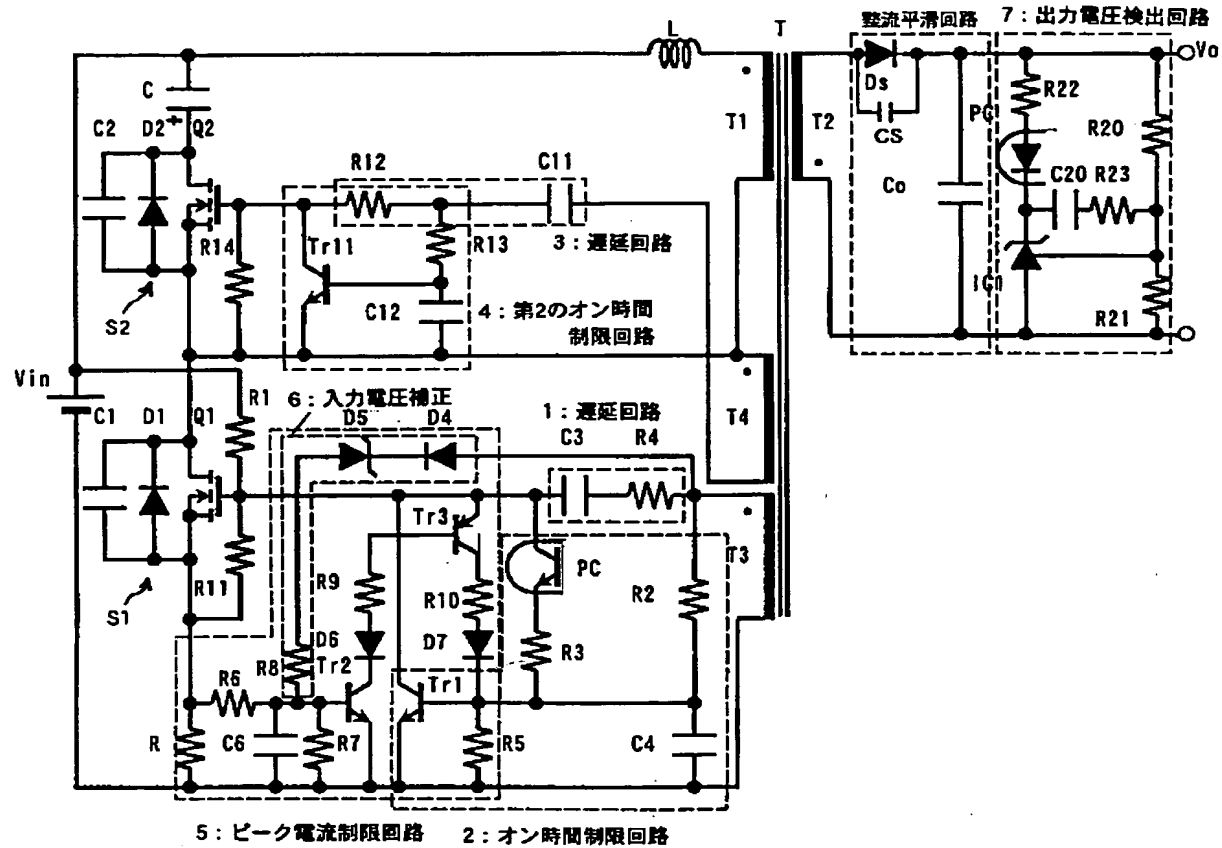 L
T
整流平滑回路
7：出力電圧検出回路
Vo
C
Ds
CS
R22
PC
C2
D2
+
Q2
T1
T2
R20
R12
C11
C20
R23
Co
R14
Tr11
R13
3：遅延回路
IC1
C12
4：第2のオン時間
制限回路
R21
S2
Vin
R1
6：入力電圧補正
1：遅延回路
T4
C1
D1
Q1
D5
D4
C3
R4
Tr3
T3
R11
R9
R10
PC
R2
S1
D6
D7
R3
R8
Tr2
R6
Tr1
R
C6
R7
R5
C4
5：ピーク電流制限回路
2：オン時間制限回路